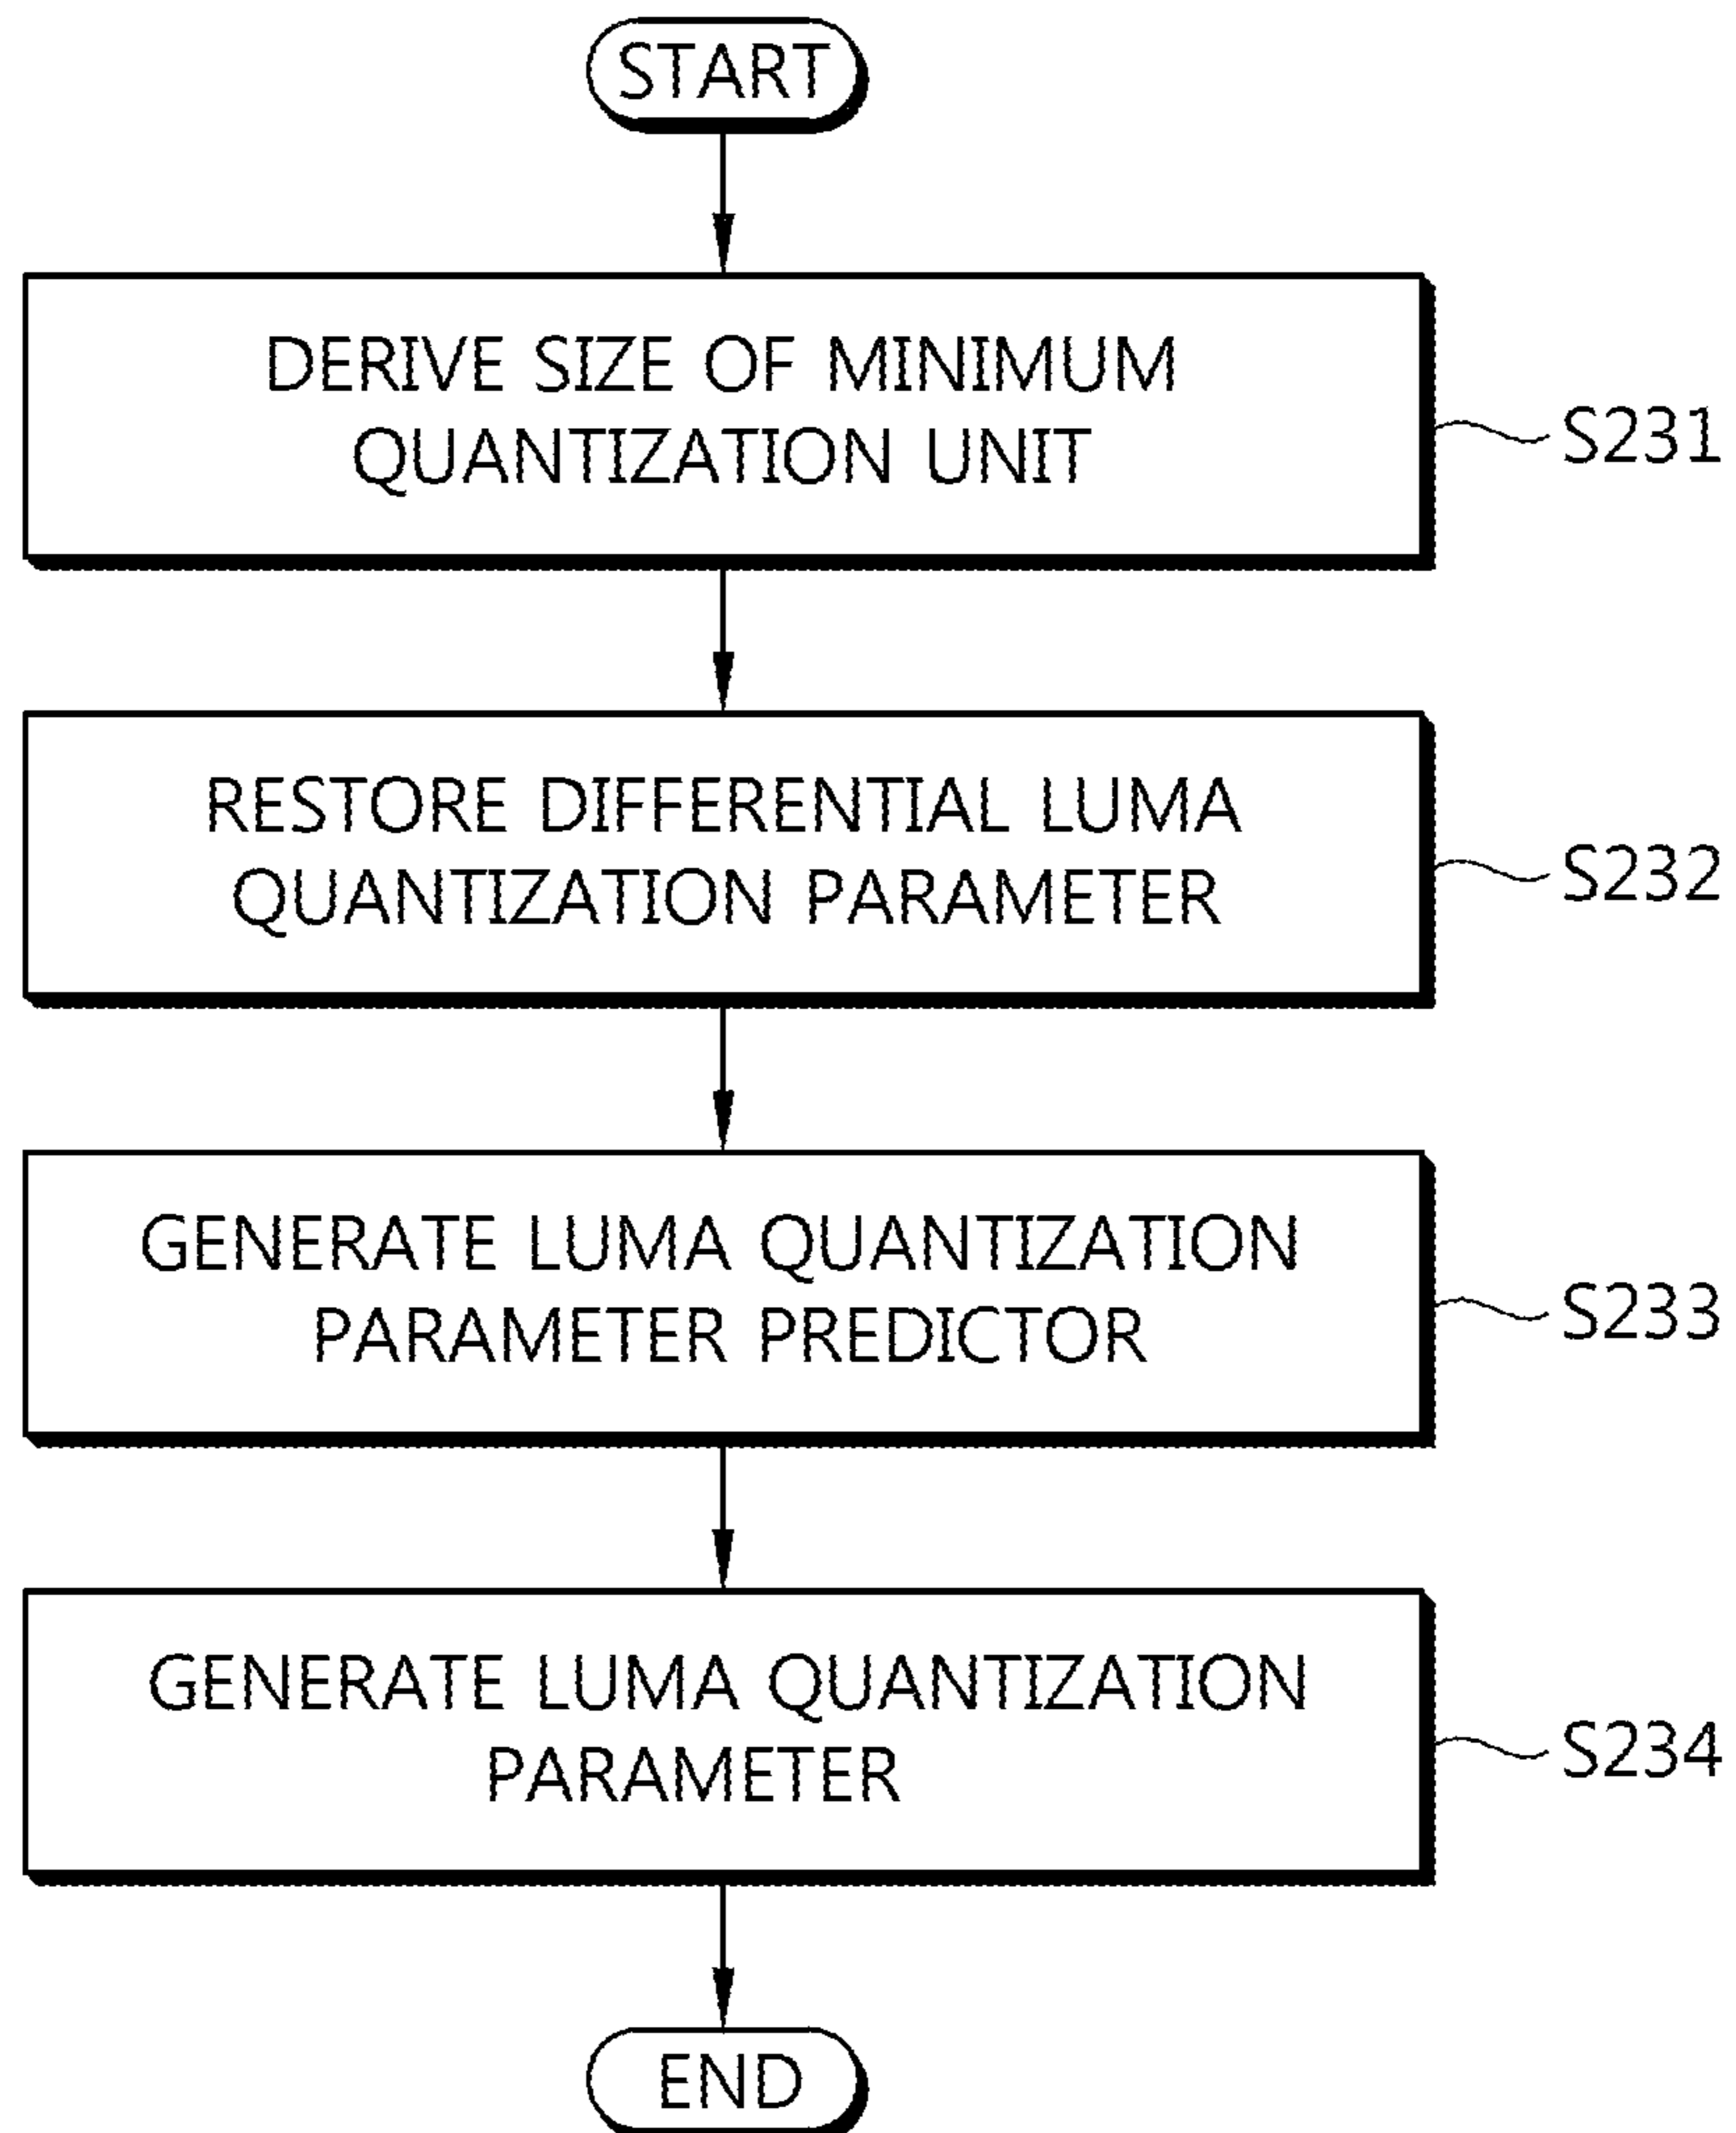 START
DERIVE SIZE OF MINIMUM
QUANTIZATION UNIT
S231
RESTORE DIFFERENTIAL LUMA
QUANTIZATION PARAMETER
S232
GENERATE LUMA QUANTIZATION
PARAMETER PREDICTOR
S233
GENERATE LUMA QUANTIZATION
PARAMETER
S234
END